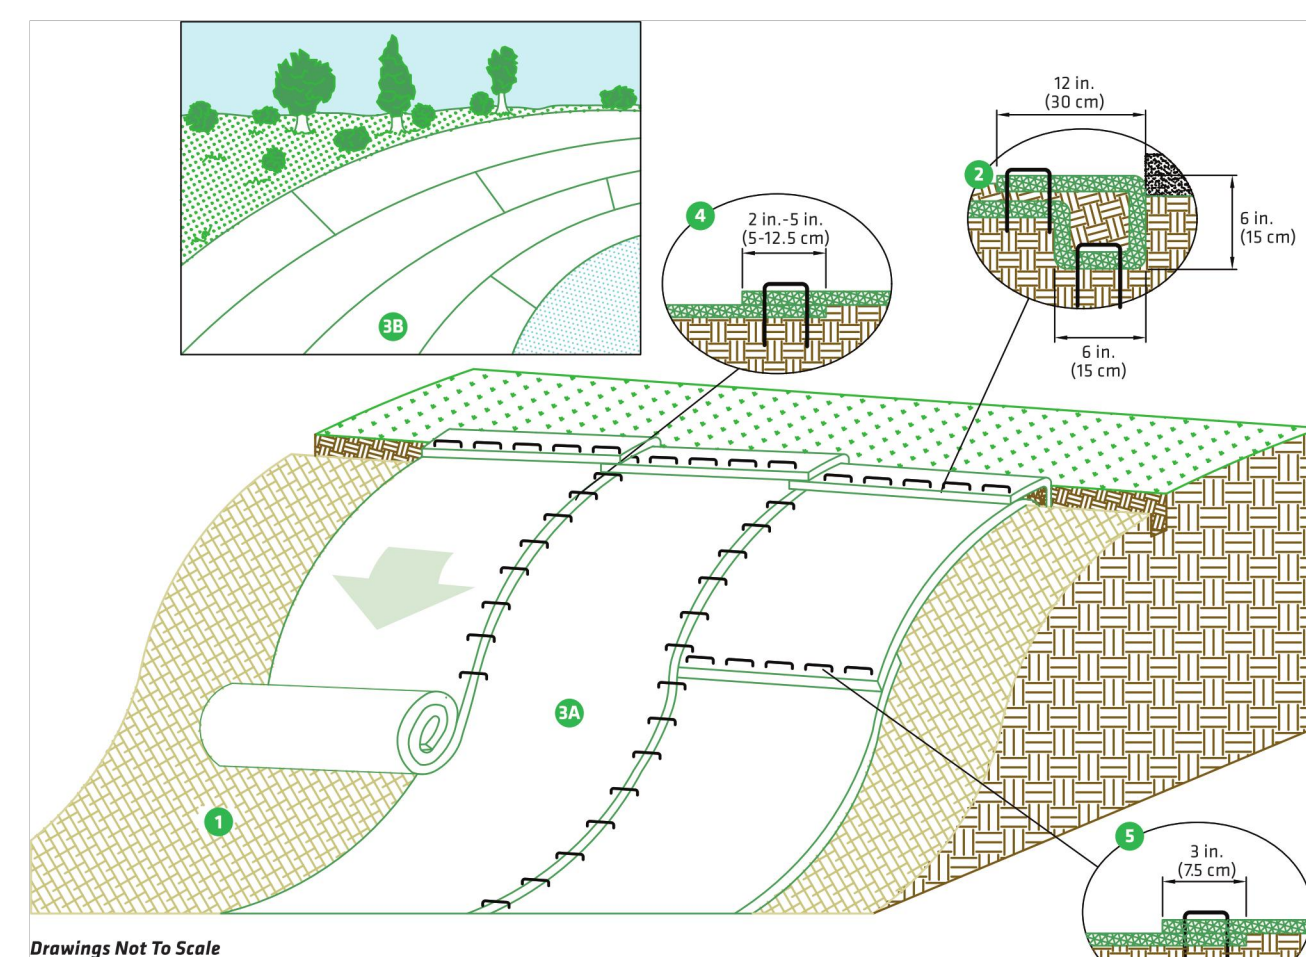 12 in.
(30 cm)
2
6 in.
(15 cm)
6 in.
(15 cm)
4
2 in.-5 in.
(5-12.5 cm)
3B
3A
1
5
3 in.
(7.5 cm)
Drawings Not To Scale